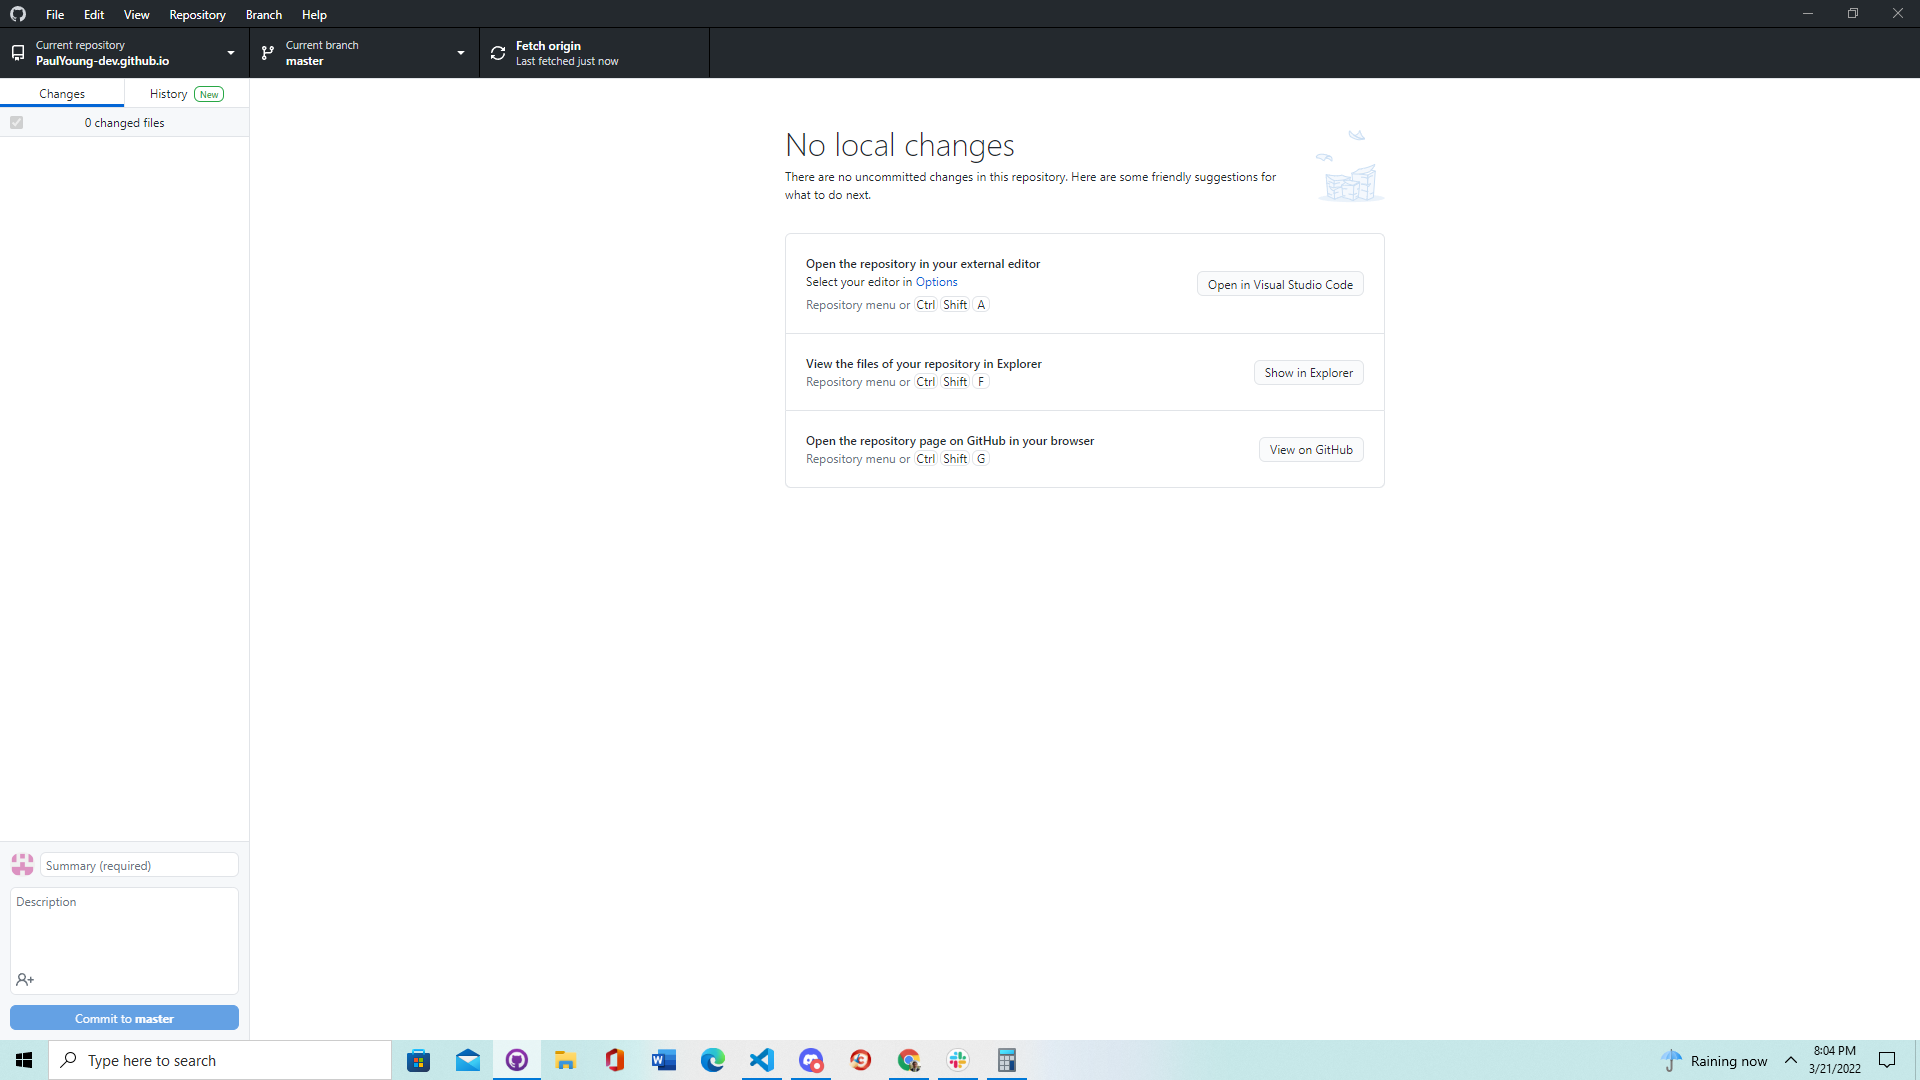 File Edit View Repository Branch Help
Current repository
PaulYoung-dev.github.io
Current branch
master
Fetch origin
Last fetched just now
Changes
History New
0 changed files
No local changes
There are no uncommitted changes in this repository. Here are some friendly suggestions for
what to do next.
Open the repository in your external editor
Select your editor in Options
Repository menu or Ctrl Shift A
Open in Visual Studio Code
View the files of your repository in Explorer
Repository menu or Ctrl Shift F
Show in Explorer
Open the repository page on GitHub in your browser
Repository menu or Ctrl Shift G
View on GitHub
Summary (required)
Description
Commit to master
Type here to search
Raining now
8:04 PM
3/21/2022